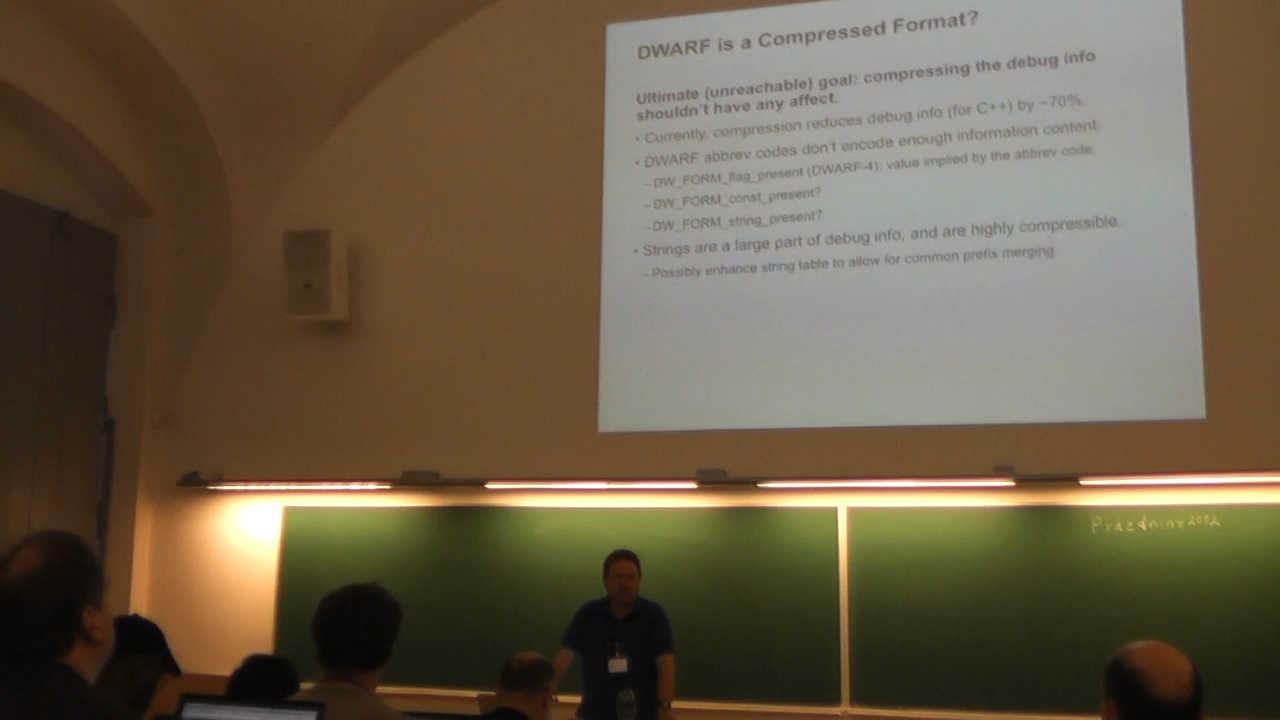 DWARF is a Compressed Format?
Ultimate (unreachable) goal: compressing the debug info
shouldn't have any affect.
• Currently, compression reduces debug info (for C++) by ~70%.
• DWARF abbrev codes don't encode enough information content.
– DW_FORM_flag_present (DWARF-4): value implied by the abbrev code.
– DW_FORM_const_present?
– DW_FORM_string_present?
• Strings are a large part of debug info, and are highly compressible.
– Possibly enhance string table to allow for common prefix merging.